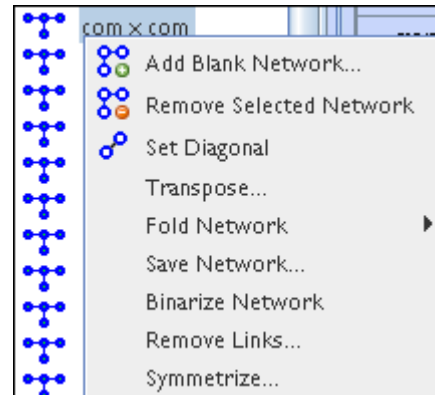 com x com
Add Blank Network...
Remove Selected Network
Set Diagonal
Transpose...
Fold Network
Save Network...
Binarize Network
Remove Links...
Symmetrize...